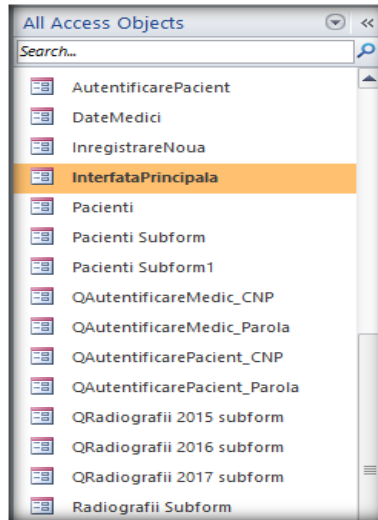 All Access Objects
Search...
AutentificarePacient
DateMedici
InregistrareNoua
InterfataPrincipala
Pacienti
Pacienti Subform
Pacienti Subform1
QAutentificareMedic_CNP
QAutentificareMedic_Parola
QAutentificarePacient_CNP
QAutentificarePacient_Parola
QRadiografii 2015 subform
QRadiografii 2016 subform
QRadiografii 2017 subform
Radiografii Subform